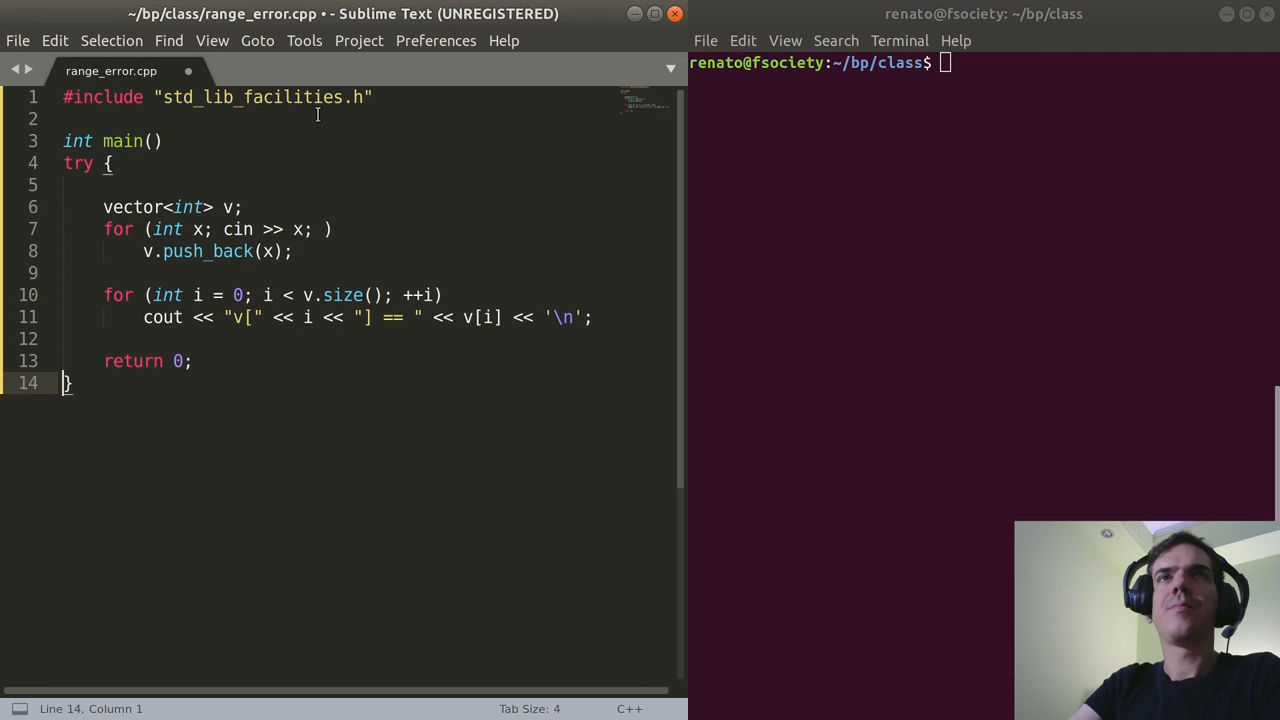 ~/bp/class/range_error.cpp • - Sublime Text (UNREGISTERED)
File Edit Selection Find View Goto Tools Project Preferences Help
range_error.cpp
1 #include "std_lib_facilities.h"
2
3 int main()
4 try {
5
6 vector<int> v;
7 for (int x; cin >> x; )
8 v.push_back(x);
9
10 for (int i = 0; i < v.size(); ++i)
11 cout << "v[" << i << "] == " << v[i] << '\n';
12
13 return 0;
14 }
Line 14, Column 1 Tab Size: 4 C++
renato@fsociety: ~/bp/class
File Edit View Search Terminal Help
renato@fsociety:~/bp/class$